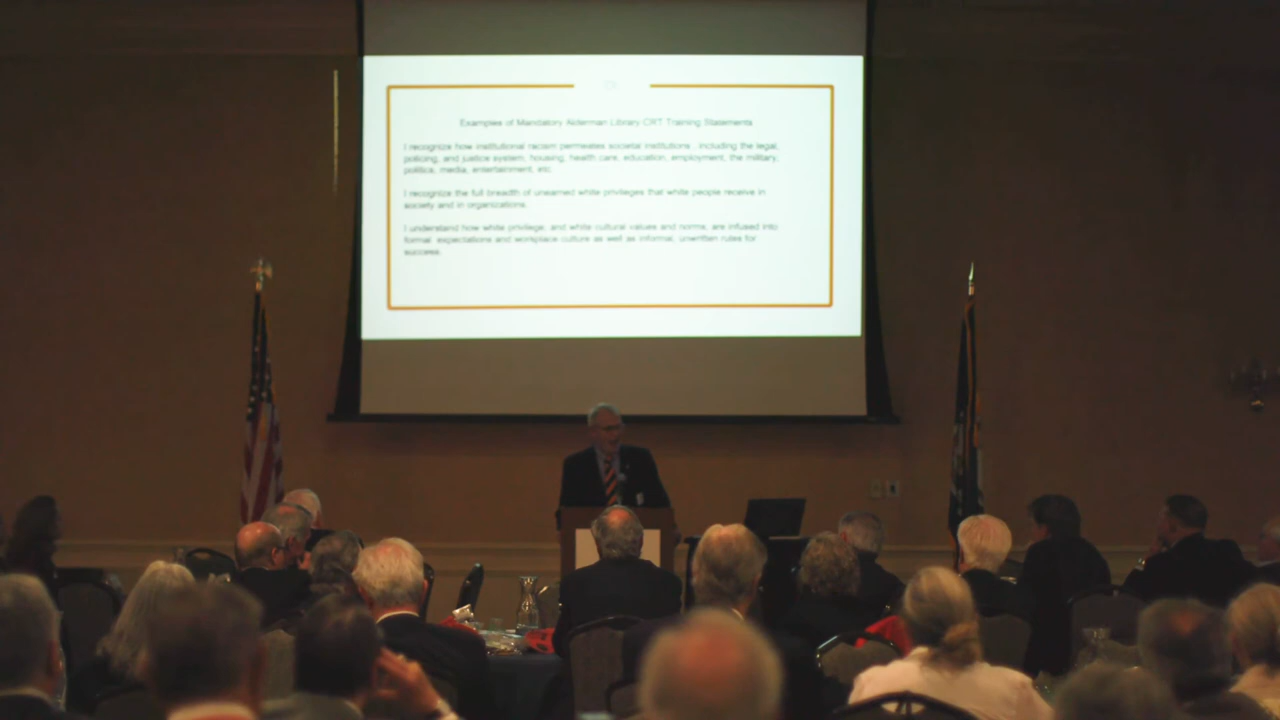 Examples of Mandatory Alderman Library CRT Training Statements
I recognize how institutional racism permeates societal institutions , including the legal,
policing, and justice system, housing, health care, education, employment, the military,
politics, media, entertainment, etc.
I recognize the full breadth of unearned white privileges that white people receive in
society and in organizations.
I understand how white privilege, and white cultural values and norms, are infused into
formal expectations and workplace culture as well as informal, unwritten rules for
success.